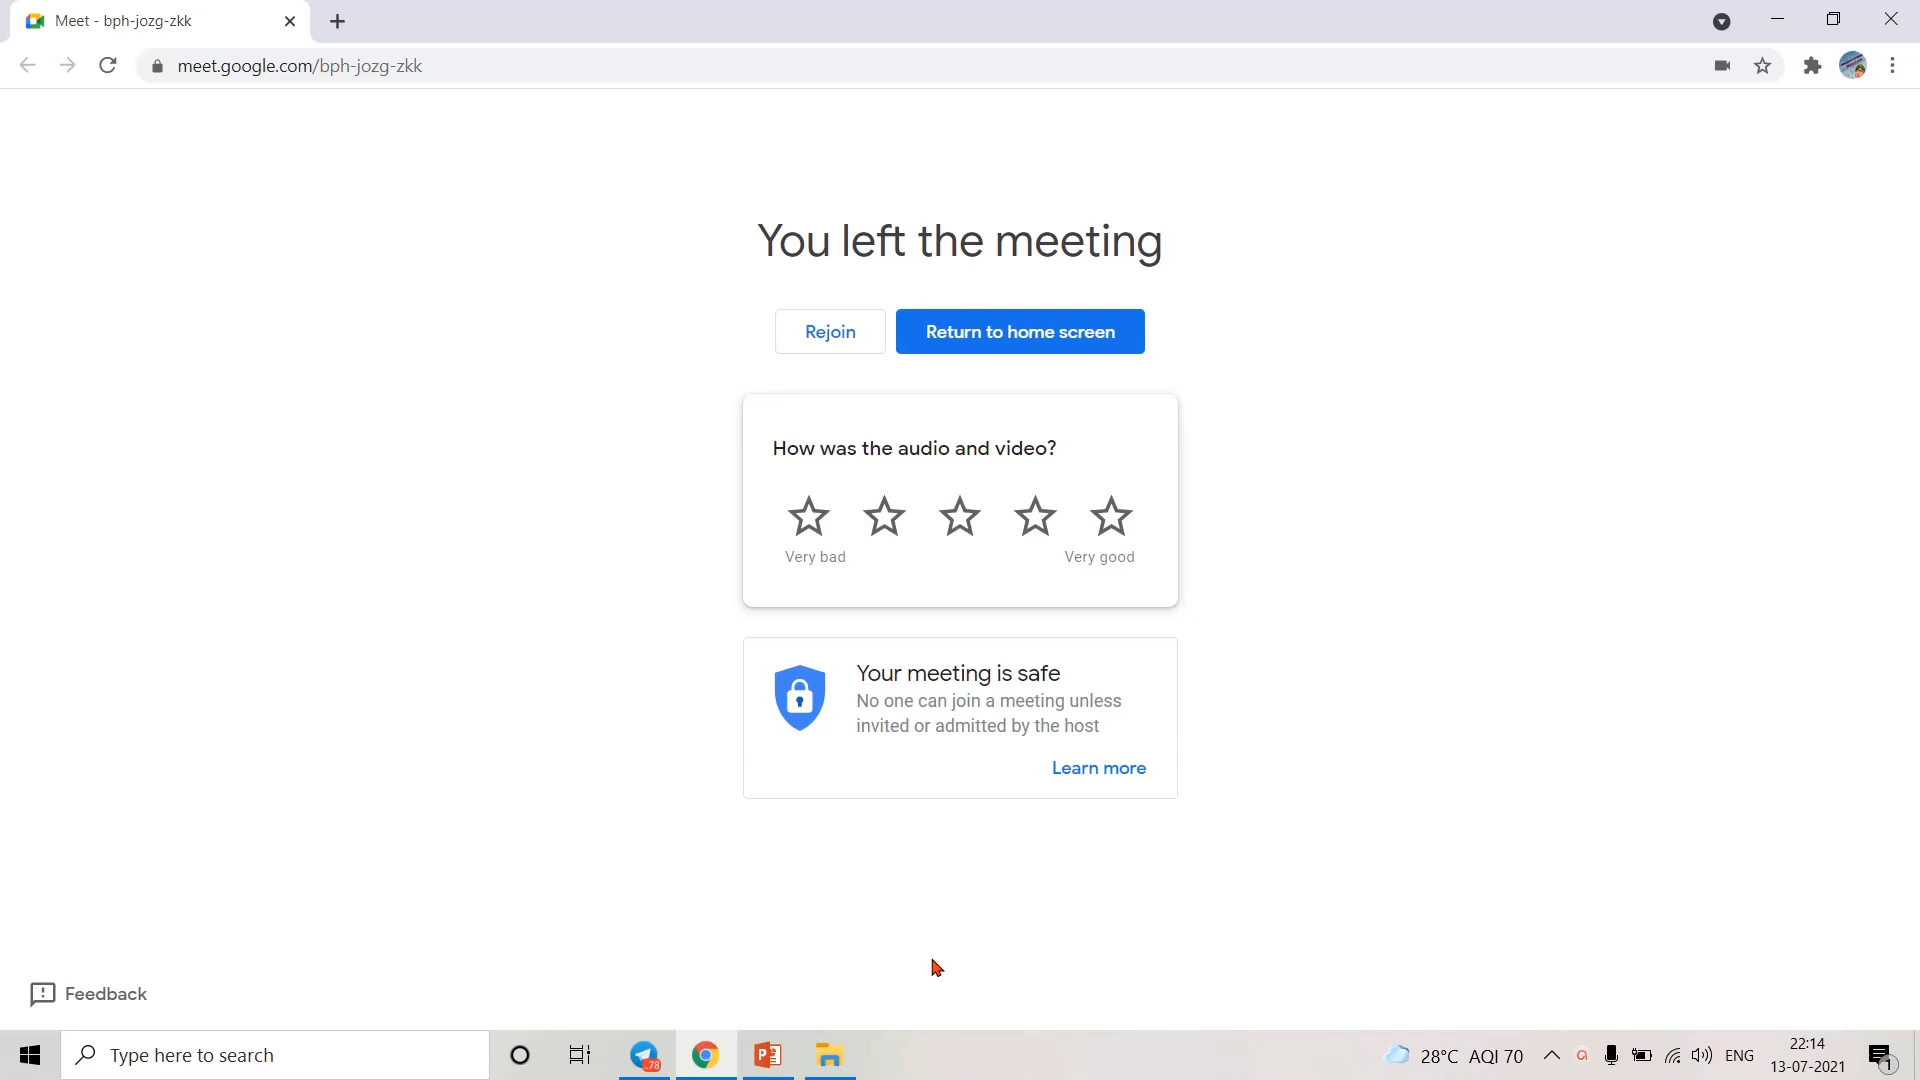 Meet - bph-jozg-zkk
meet.google.com/bph-jozg-zkk
You left the meeting
Rejoin
Return to home screen
How was the audio and video?
Very bad
Very good
Your meeting is safe
No one can join a meeting unless
invited or admitted by the host
Learn more
Feedback
Type here to search
78
28°C AQI 70
ENG
22:14
13-07-2021
1